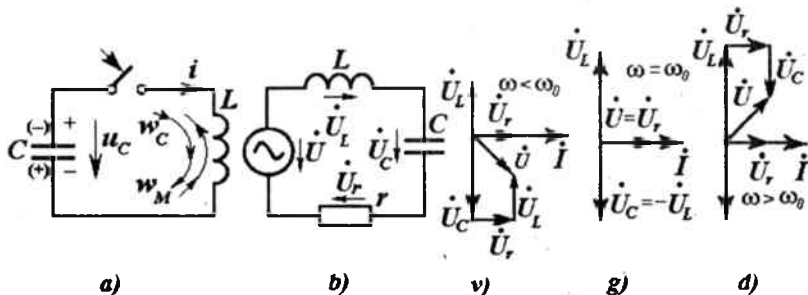 i
L
C
(–)
+
(+)
–
u_C
w_C
w_M
a)
L
U̇_L
U̇
U̇_C
C
U̇_r
r
b)
U̇_L
ω<ω₀
U̇_r
U̇
İ
U̇_C
U̇_L
U̇_r
v)
U̇_L
ω=ω₀
U̇=U̇_r
İ
U̇_C=-U̇_L
g)
U̇_r
U̇_L
U̇_C
U̇
İ
U̇_r
ω>ω₀
d)